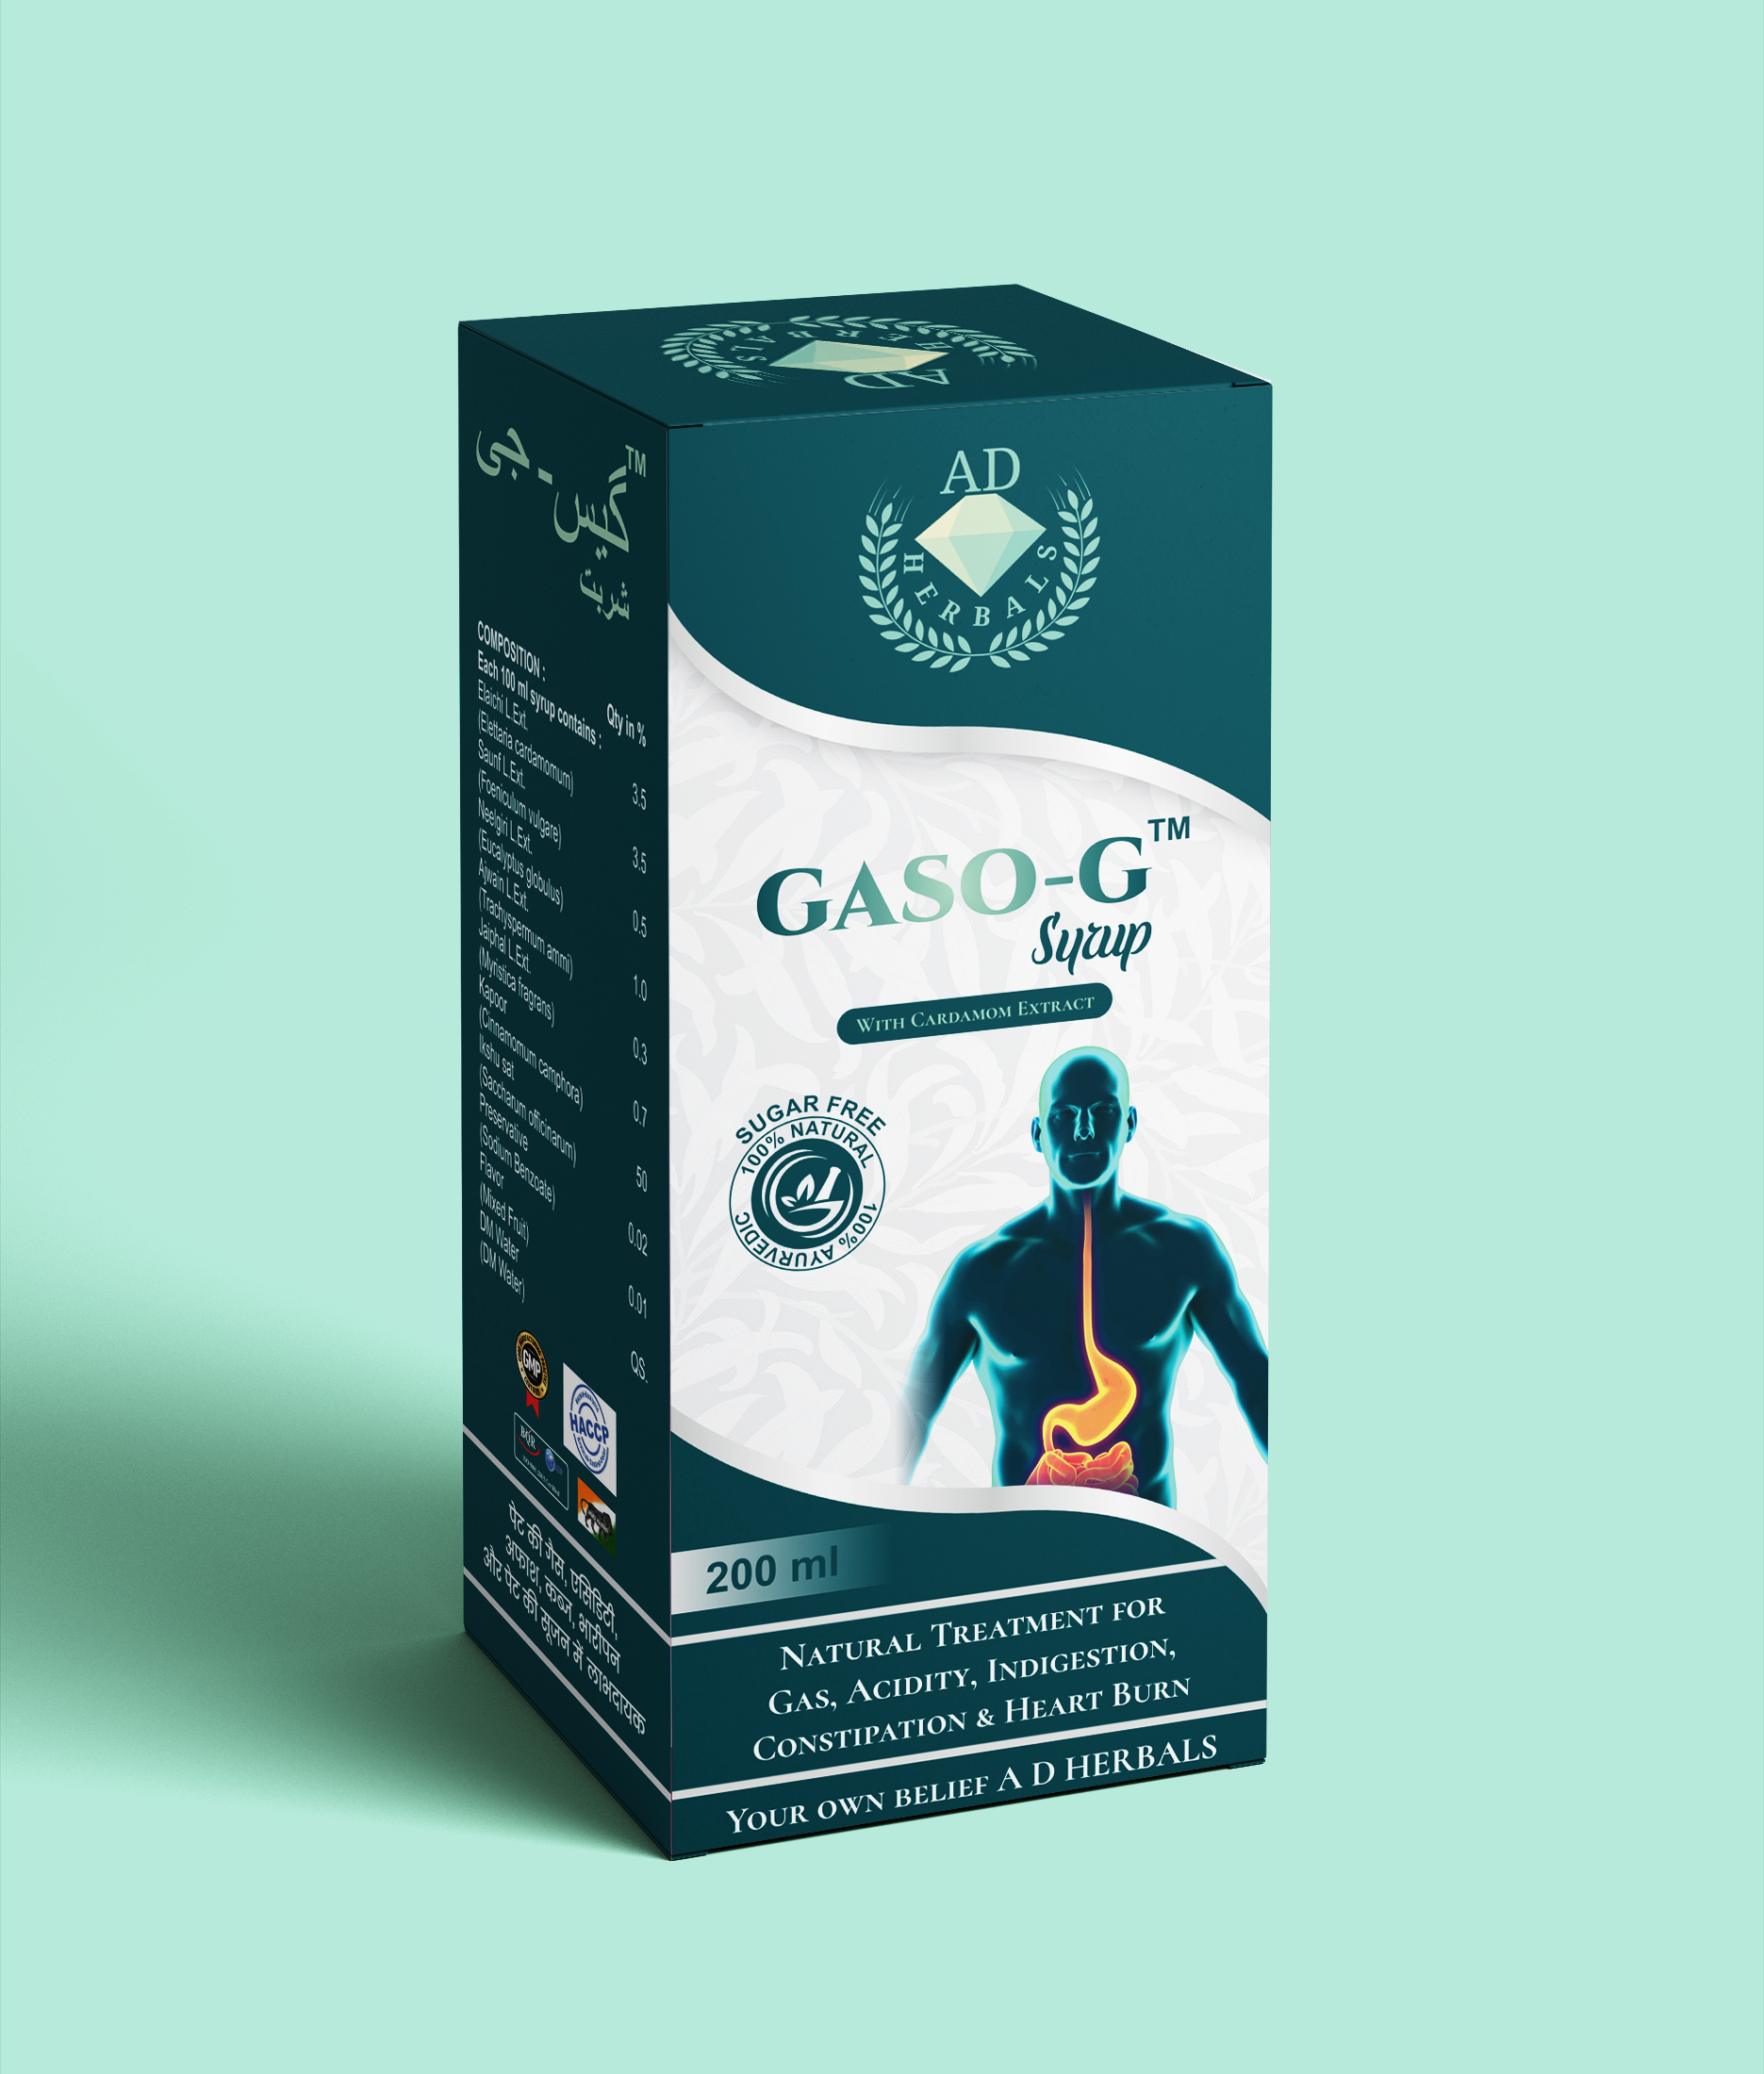 AD
HERBALS
AD
HERBALS
GASO-G™
Syrup
WITH CARDAMOM EXTRACT
SUGAR FREE
100% NATURAL
100% AYURVEDIC
200 ml
NATURAL TREATMENT FOR
GAS, ACIDITY, INDIGESTION,
CONSTIPATION & HEART BURN
YOUR OWN BELIEF A D HERBALS
گیس-جی™
شربت
COMPOSITION :
Each 100 ml syrup contains : Qty in %
Elaichi L.Ext.
(Elettaria cardamomum) 3.5
Saunf L.Ext.
(Foeniculum vulgare) 3.5
Neelgiri L.Ext.
(Eucalyptus globulus) 0.5
Ajwain L.Ext.
(Trachyspermum ammi) 1.0
Jaiphal L.Ext.
(Myristica fragrans) 0.3
Kapoor
(Cinnamomum camphora) 0.7
Ikshu sat
(Saccharum officinarum) 50
Preservative
(Sodium Benzoate) 0.02
Flavor
(Mixed Fruit) 0.01
DM Water
(DM Water) QS.
GMP
HACCP
BQR
पेट की गैस, एसिडिटी,
अफाश, कब्ज, भारीपन
और पेट की सूजन में लाभदायक